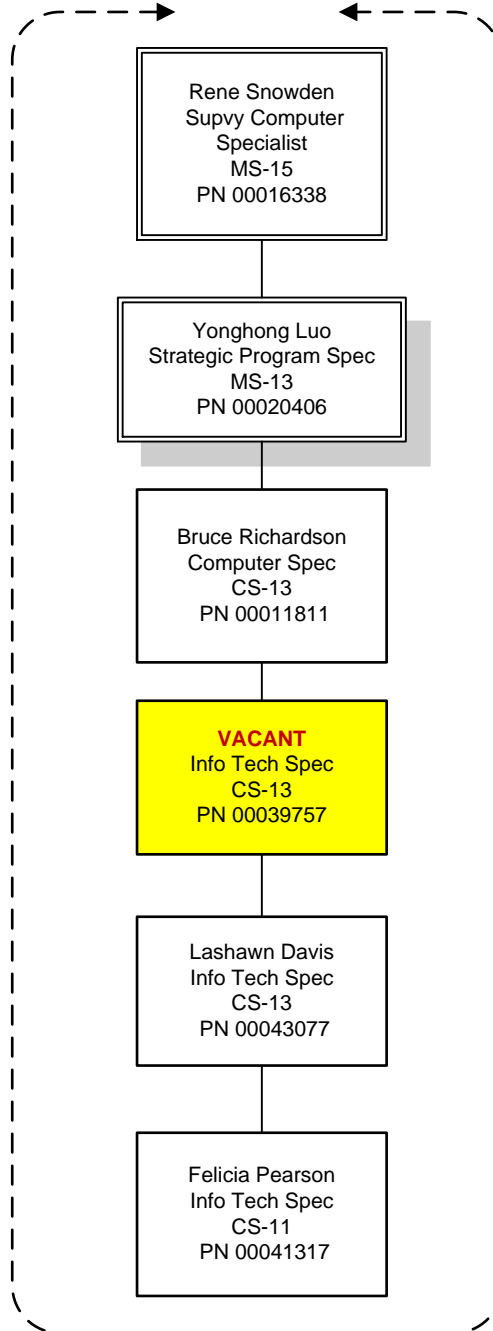 Rene Snowden
Supvy Computer
Specialist
MS-15
PN 00016338
Yonghong Luo
Strategic Program Spec
MS-13
PN 00020406
Bruce Richardson
Computer Spec
CS-13
PN 00011811
VACANT
Info Tech Spec
CS-13
PN 00039757
Lashawn Davis
Info Tech Spec
CS-13
PN 00043077
Felicia Pearson
Info Tech Spec
CS-11
PN 00041317